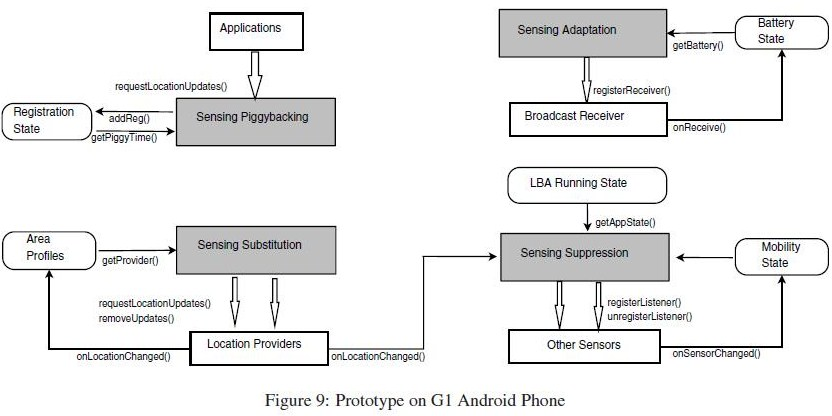 Applications
requestLocationUpdates()
Registration
State
addReg()
getPiggyTime()
Sensing Piggybacking
Sensing Adaptation
getBattery()
Battery
State
registerReceiver()
Broadcast Receiver
onReceive()
Area
Profiles
getProvider()
Sensing Substitution
requestLocationUpdates()
removeUpdates()
onLocationChanged()
Location Providers
onLocationChanged()
LBA Running State
getAppState()
Sensing Suppression
Mobility
State
registerListener()
unregisterListener()
Other Sensors
onSensorChanged()
Figure 9: Prototype on G1 Android Phone